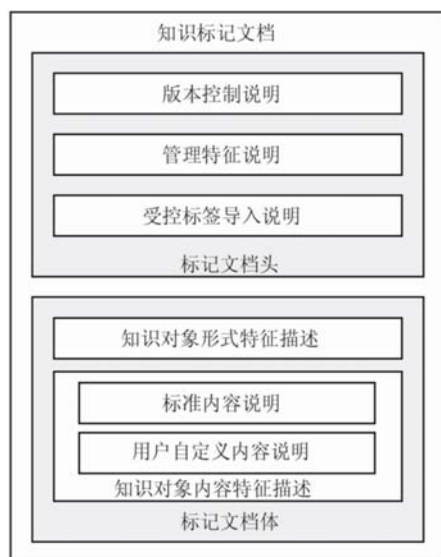 知识标记文档
版本控制说明
管理特征说明
受控标签导入说明
标记文档头
知识对象形式特征描述
标准内容说明
用户自定义内容说明
知识对象内容特征描述
标记文档体